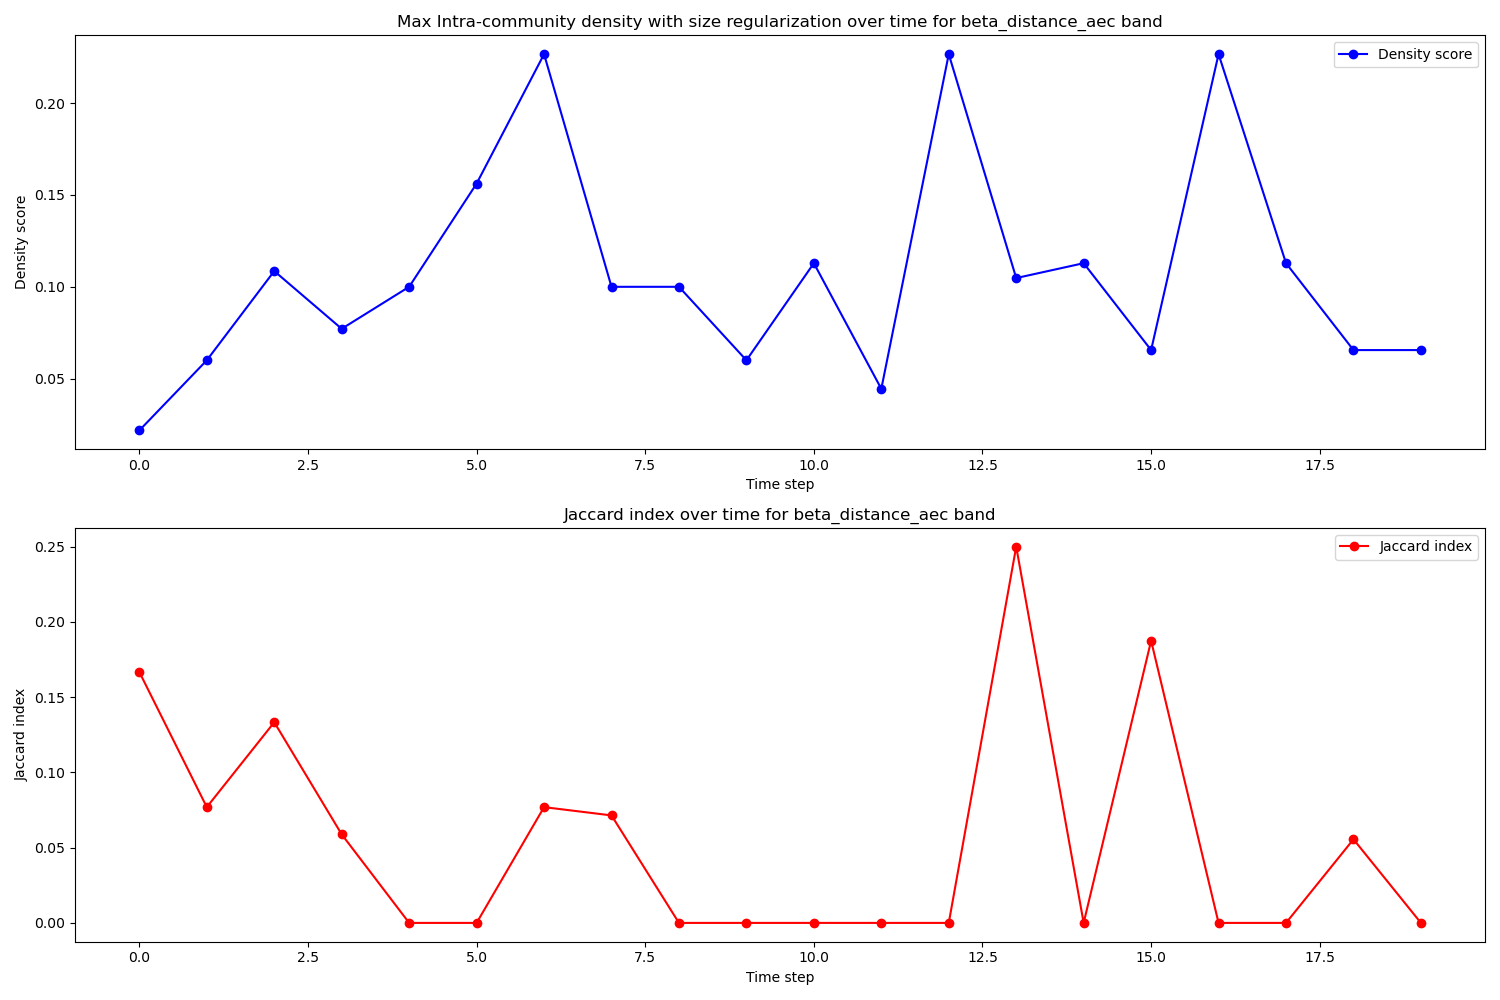 Max Intra-community density with size regularization over time for beta_distance_aec band
Density score
0.20
0.15
0.10
0.05
Density score
0.0 2.5 5.0 7.5 10.0 12.5 15.0 17.5
Time step
Jaccard index over time for beta_distance_aec band
Jaccard index
0.25
0.20
0.15
0.10
0.05
0.00
Jaccard index
0.0 2.5 5.0 7.5 10.0 12.5 15.0 17.5
Time step